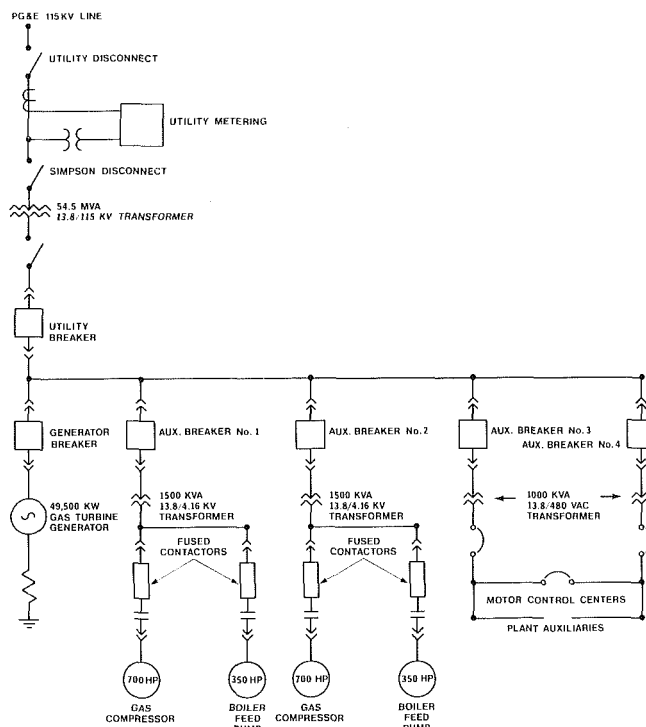 PG&E 115KV LINE
UTILITY DISCONNECT
UTILITY METERING
SIMPSON DISCONNECT
54.5 MVA
13.8/115 KV TRANSFORMER
UTILITY
BREAKER
GENERATOR
BREAKER
AUX. BREAKER No. 1
AUX. BREAKER No. 2
AUX. BREAKER No. 3
AUX. BREAKER No. 4
49,500 KW
GAS TURBINE
GENERATOR
1500 KVA
13.8/4.16 KV
TRANSFORMER
1500 KVA
13.8/4.16 KV
TRANSFORMER
1000 KVA
13.8/480 VAC
TRANSFORMER
FUSED
CONTACTORS
FUSED
CONTACTORS
MOTOR CONTROL CENTERS
PLANT AUXILIARIES
700 HP
350 HP
700 HP
350 HP
GAS
COMPRESSOR
BOILER
FEED
PUMP
GAS
COMPRESSOR
BOILER
FEED
PUMP